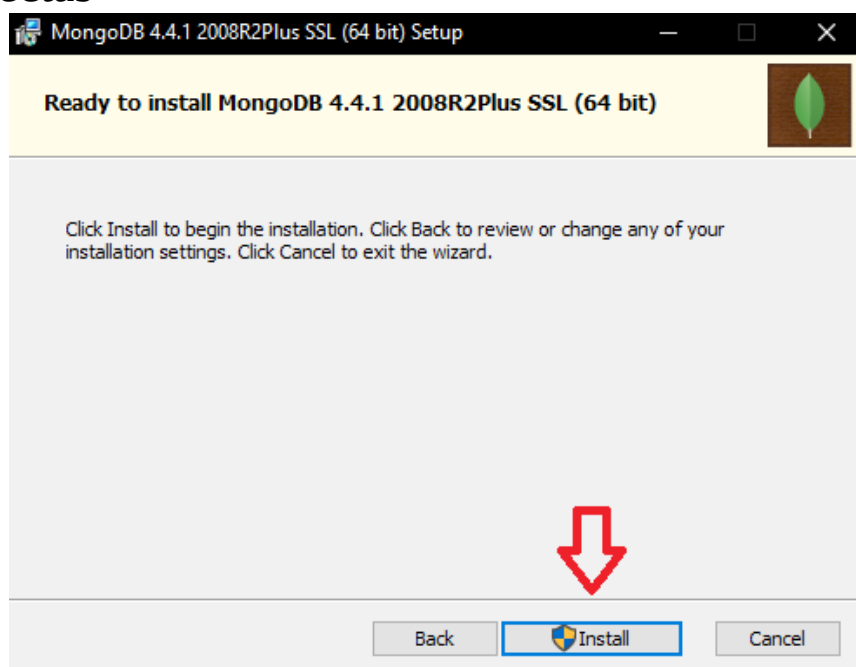 MongoDB 4.4.1 2008R2Plus SSL (64 bit) Setup
Ready to install MongoDB 4.4.1 2008R2Plus SSL (64 bit)
Click Install to begin the installation. Click Back to review or change any of your
installation settings. Click Cancel to exit the wizard.
Back
Install
Cancel